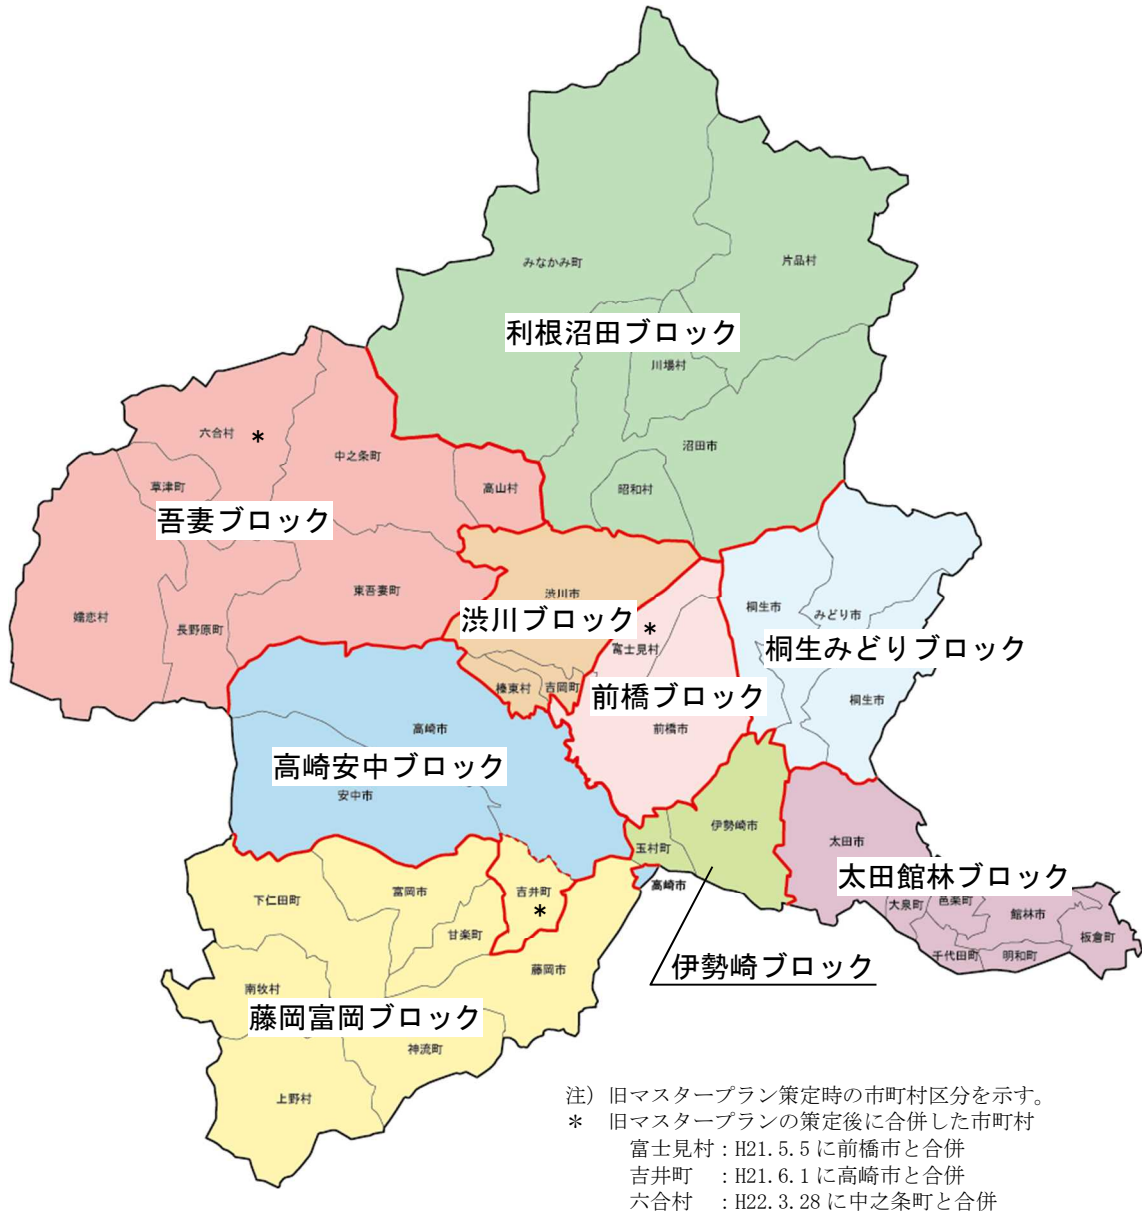 みなかみ町
片品村
利根沼田ブロック
川場村
六合村 *
中之条町
沼田市
草津町
高山村
昭和村
吾妻ブロック
東吾妻町
渋川市
嬬恋村
長野原町
渋川ブロック
*
富士見村
桐生市
みどり市
桐生みどりブロック
榛東村
吉岡町
前橋ブロック
桐生市
高崎市
前橋市
高崎安中ブロック
安中市
伊勢崎市
玉村町
太田市
太田館林ブロック
下仁田町
富岡市
吉井町
*
高崎市
大泉町
邑楽町
館林市
甘楽町
板倉町
千代田町
明和町
藤岡市
伊勢崎ブロック
南牧村
藤岡富岡ブロック
神流町
上野村
注) 旧マスタープラン策定時の市町村区分を示す。
* 旧マスタープランの策定後に合併した市町村
富士見村：H21.5.5 に前橋市と合併
吉井町 ：H21.6.1 に高崎市と合併
六合村 ：H22.3.28 に中之条町と合併